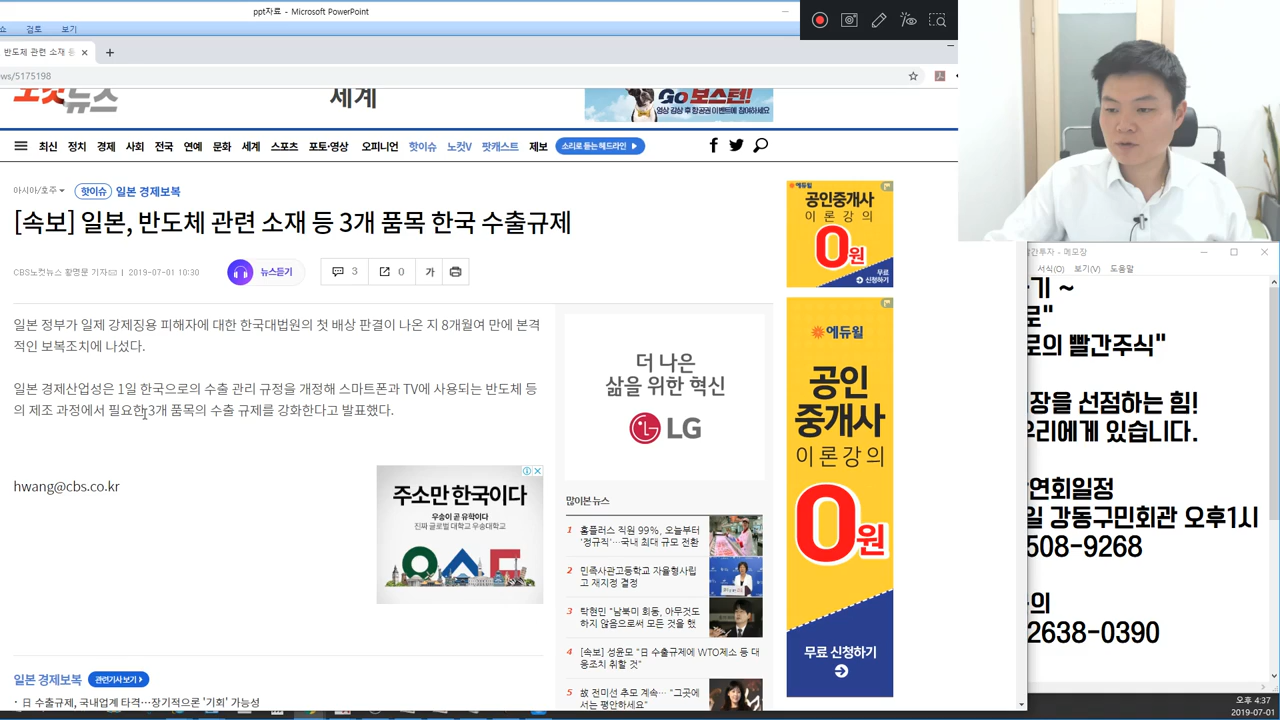 ppt자료 - Microsoft PowerPoint
검토 보기
반도체 관련 소재 등
ws/5175198
노컷뉴스
세계
Go 보스턴!
영상 감상 후 항공권 이벤트에 참여하세요
최신 정치 경제 사회 전국 연예 문화 세계 스포츠 포토·영상 오피니언 핫이슈 노컷V 팟캐스트 제보 소리로 듣는 헤드라인
아시아/호주 핫이슈 일본 경제보복
[속보] 일본, 반도체 관련 소재 등 3개 품목 한국 수출규제
CBS노컷뉴스 황명문 기자 | 2019-07-01 10:30
뉴스듣기
3
0
가
일본 정부가 일제 강제징용 피해자에 대한 한국대법원의 첫 배상 판결이 나온 지 8개월여 만에 본격
적인 보복조치에 나섰다.
일본 경제산업성은 1일 한국으로의 수출 관리 규정을 개정해 스마트폰과 TV에 사용되는 반도체 등
의 제조 과정에서 필요한 3개 품목의 수출 규제를 강화한다고 발표했다.
hwang@cbs.co.kr
주소만 한국이다
우송이 곧 유학이다
진짜 글로벌 대학교 우송대학교
일본 경제보복 관련기사 보기
· 日 수출규제, 국내업계 타격…장기적으론 '기회' 가능성
더 나은
삶을 위한 혁신
LG
많이본 뉴스
1 홈플러스 직원 99%, 오늘부터
'정규직'…국내 최대 규모 전환
2 민족사관고등학교 자율형사립
고 재지정 결정
3 탁현민 "남북미 회동, 아무것도
하지 않음으로써 모든 것을 했
4 [속보] 성윤모 "日 수출규제에 WTO제소 등 대
응조치 취할 것"
5 故 전미선 추모 계속… "그곳에
서는 평안하세요"
에듀윌
공인중개사
이론강의
0원
무료
신청하기
에듀윌
공인
중개사
이론강의
0원
무료 신청하기
간투자 - 메모장
서식(O) 보기(V) 도움말
기 ~
로"
로의 빨간주식"
장을 선점하는 힘!
우리에게 있습니다.
연회일정
일 강동구민회관 오후1시
508-9268
의
2638-0390
오후 4:37
2019-07-01